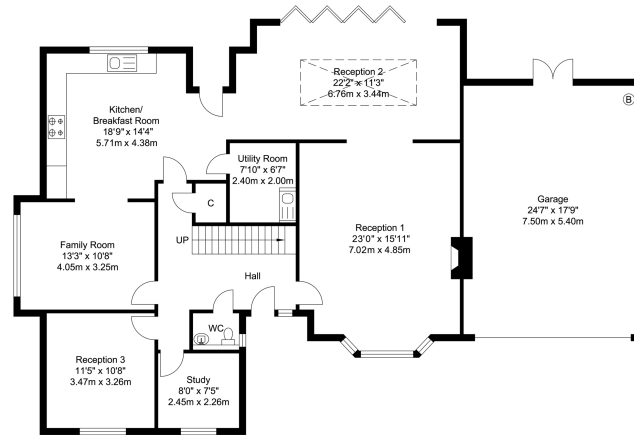 Reception 2
22'2" x 11'3"
6.76m x 3.44m
Kitchen/
Breakfast Room
18'9" x 14'4"
5.71m x 4.38m
B
Utility Room
7'10" x 6'7"
2.40m x 2.00m
C
Garage
24'7" x 17'9"
7.50m x 5.40m
Reception 1
23'0" x 15'11"
7.02m x 4.85m
UP
Family Room
13'3" x 10'8"
4.05m x 3.25m
Hall
WC
Reception 3
11'5" x 10'8"
3.47m x 3.26m
Study
8'0" x 7'5"
2.45m x 2.26m